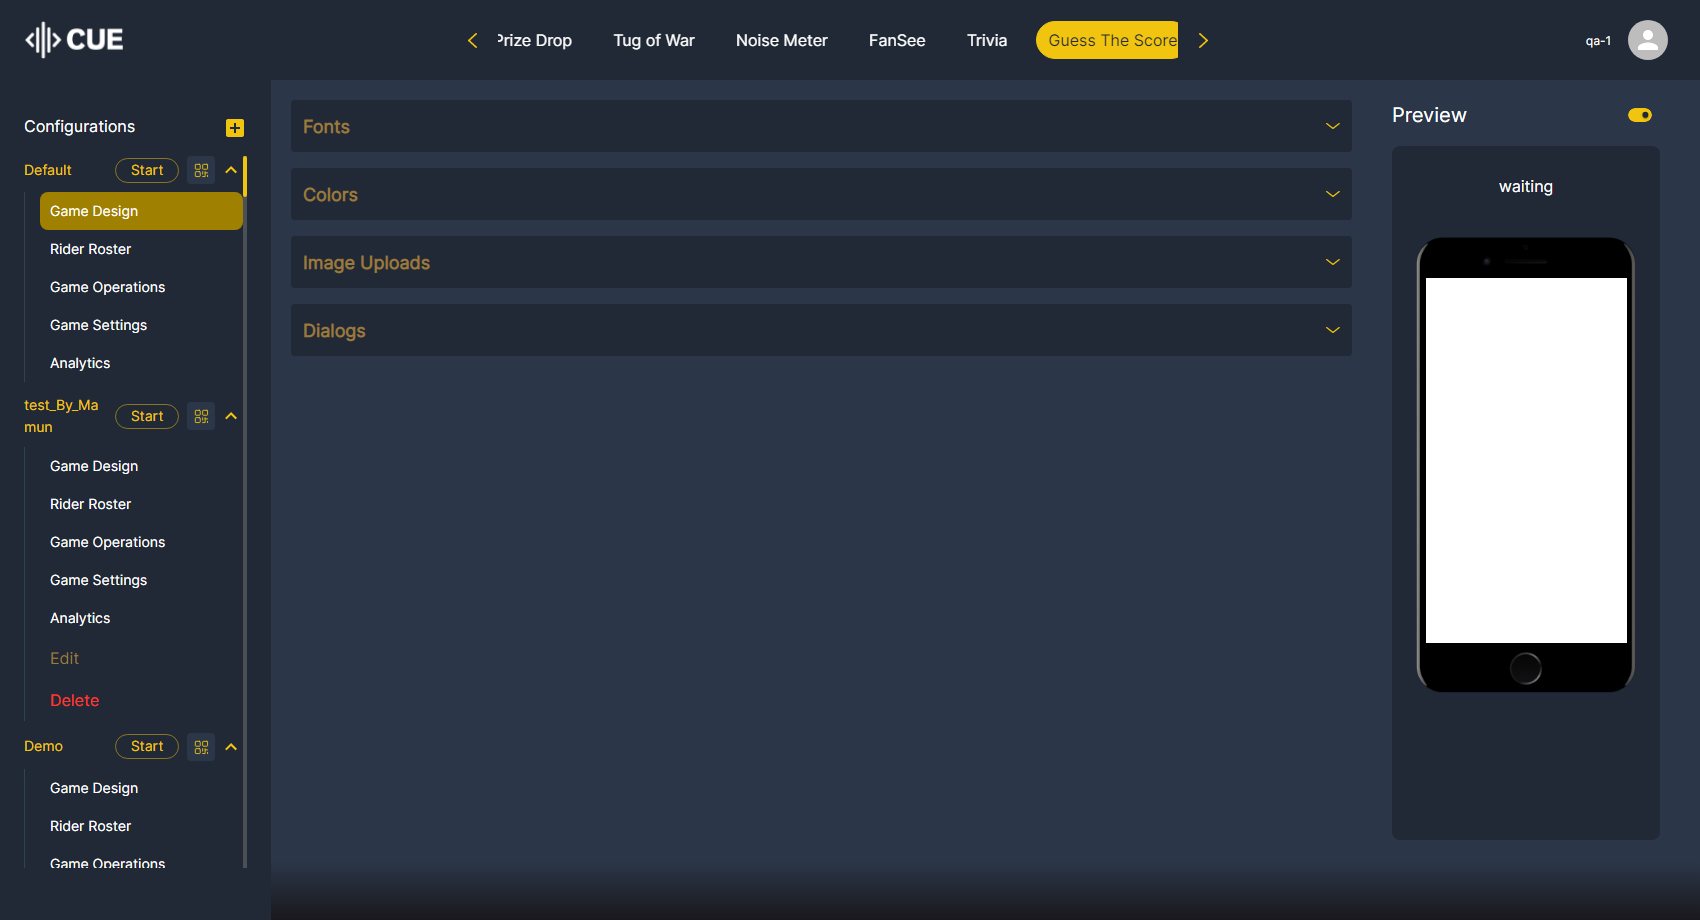 CUE
Prize Drop
Tug of War
Noise Meter
FanSee
Trivia
Guess The Score
qa-1
Configurations
Default
Start
Game Design
Rider Roster
Game Operations
Game Settings
Analytics
test_By_Ma
mun
Start
Game Design
Rider Roster
Game Operations
Game Settings
Analytics
Edit
Delete
Demo
Start
Game Design
Rider Roster
Game Operations
Fonts
Colors
Image Uploads
Dialogs
Preview
waiting